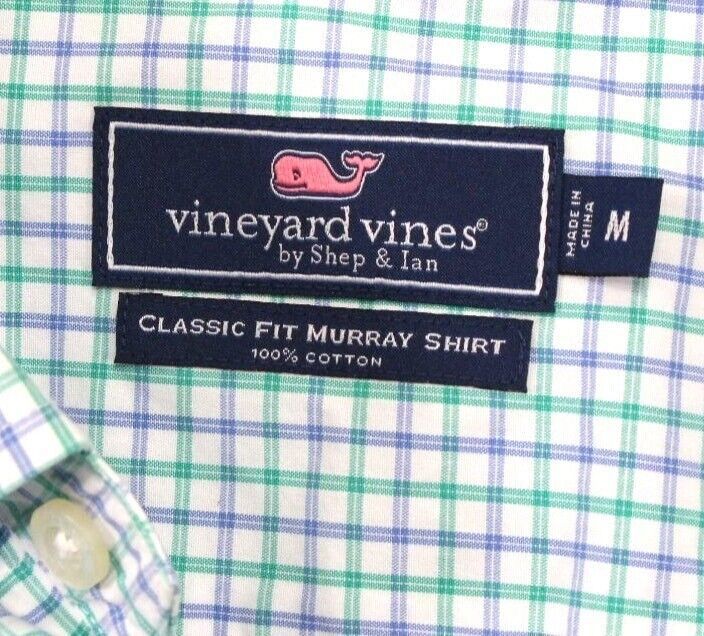 vineyard vines®
by Shep & Ian
MADE IN
CHINA
M
CLASSIC FIT MURRAY SHIRT
100% COTTON